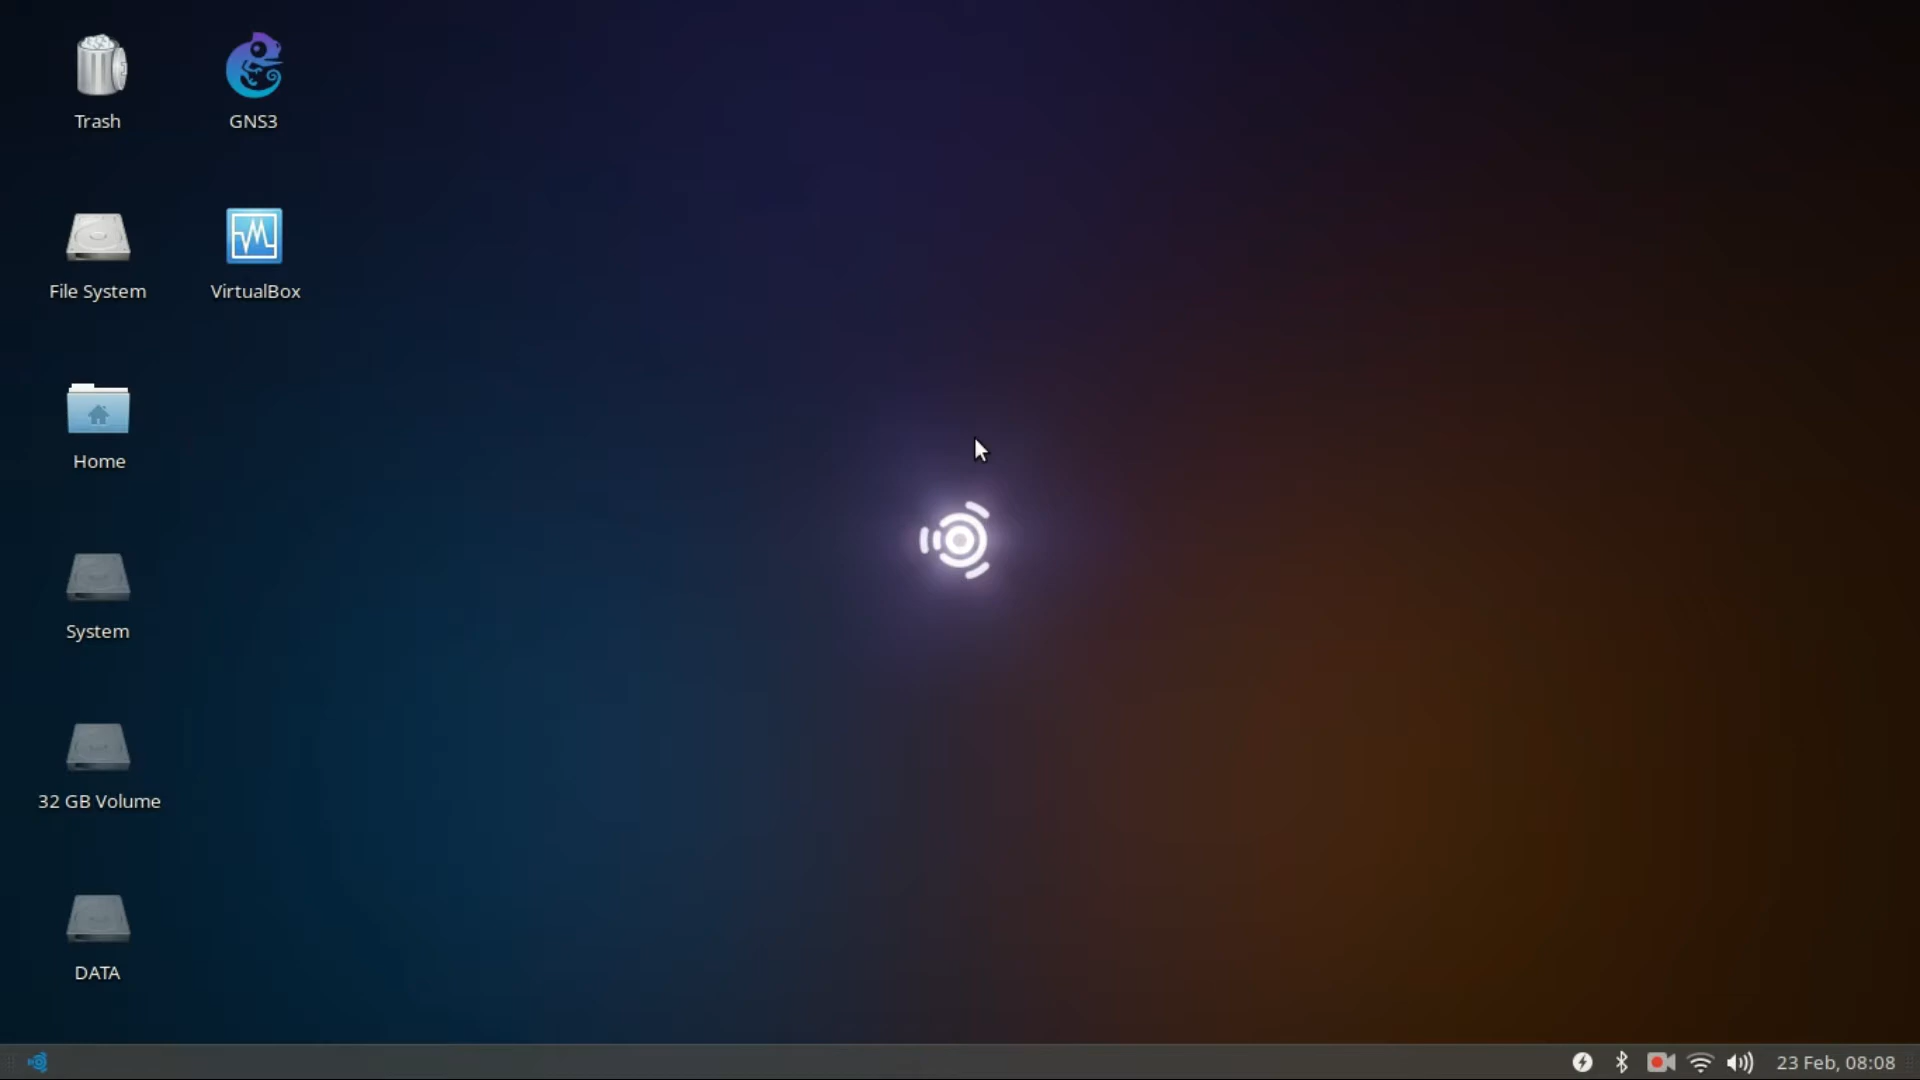 Trash
GNS3
File System
VirtualBox
Home
System
32 GB Volume
DATA
23 Feb, 08:08